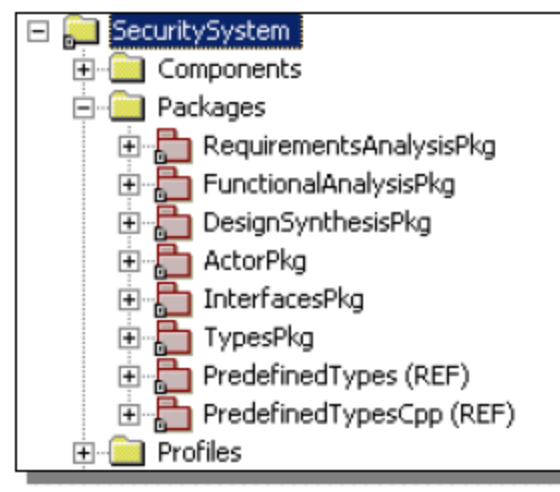 SecuritySystem
Components
Packages
RequirementsAnalysisPkg
FunctionalAnalysisPkg
DesignSynthesisPkg
ActorPkg
InterfacesPkg
TypesPkg
PredefinedTypes (REF)
PredefinedTypesCpp (REF)
Profiles